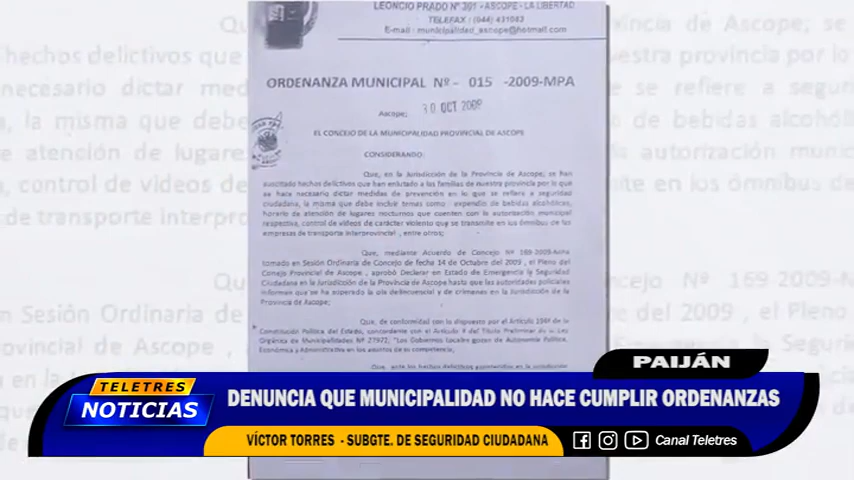 LEONCIO PRADO Nº 301 - ASCOPE - LA LIBERTAD
TELEFAX : (044) 431083
E-mail : municipalidad_ascope@hotmail.com
ORDENANZA MUNICIPAL Nº - 015 -2009-MPA
Ascope; 30 OCT 2009
EL CONCEJO DE LA MUNICIPALIDAD PROVINCIAL DE ASCOPE
CONSIDERANDO:
Que, en la Jurisdicción de la Provincia de Ascope, se han
suscitado hechos delictivos que han enlutado a las familias de nuestra provincia por lo que
se hace necesario dictar medidas de prevención en lo que se refiere a seguridad
ciudadana, la misma que debe incluir temas como : expendio de bebidas alcohólicas,
horario de atención de lugares nocturnos que cuenten con la autorización municipal
respectiva, control de videos de carácter violento que se transmite en los ómnibus de las
empresas de transporte interprovincial , entre otros;
Que, mediante Acuerdo de Concejo Nº 169-2009-
tomado en Sesión Ordinaria de Concejo de fecha 14 de Octubre del 2009 , el Pleno del
Concejo Provincial de Ascope , aprobó Declarar en Estado de Emergencia la Seguridad
Ciudadana en la Jurisdicción de la Provincia de Ascope hasta que las autoridades policiales
informen que se ha superado la ola delincuencial y de crímenes en la Jurisdicción de la
Provincia de Ascope;
Que, de conformidad con lo dispuesto por el Artículo 194º de la
Constitución Política del Estado, concordante con el Artículo II del Título Preliminar de la Ley
Orgánica de Municipalidades Nº 27972, "Los Gobiernos Locales gozan de Autonomía Política,
Económica y Administrativa en los asuntos de su competencia;
Que, ante los hechos delictivos
PAIJÁN
TELETRES
NOTICIAS
DENUNCIA QUE MUNICIPALIDAD NO HACE CUMPLIR ORDENANZAS
VÍCTOR TORRES - SUBGTE. DE SEGURIDAD CIUDADANA
Canal Teletres